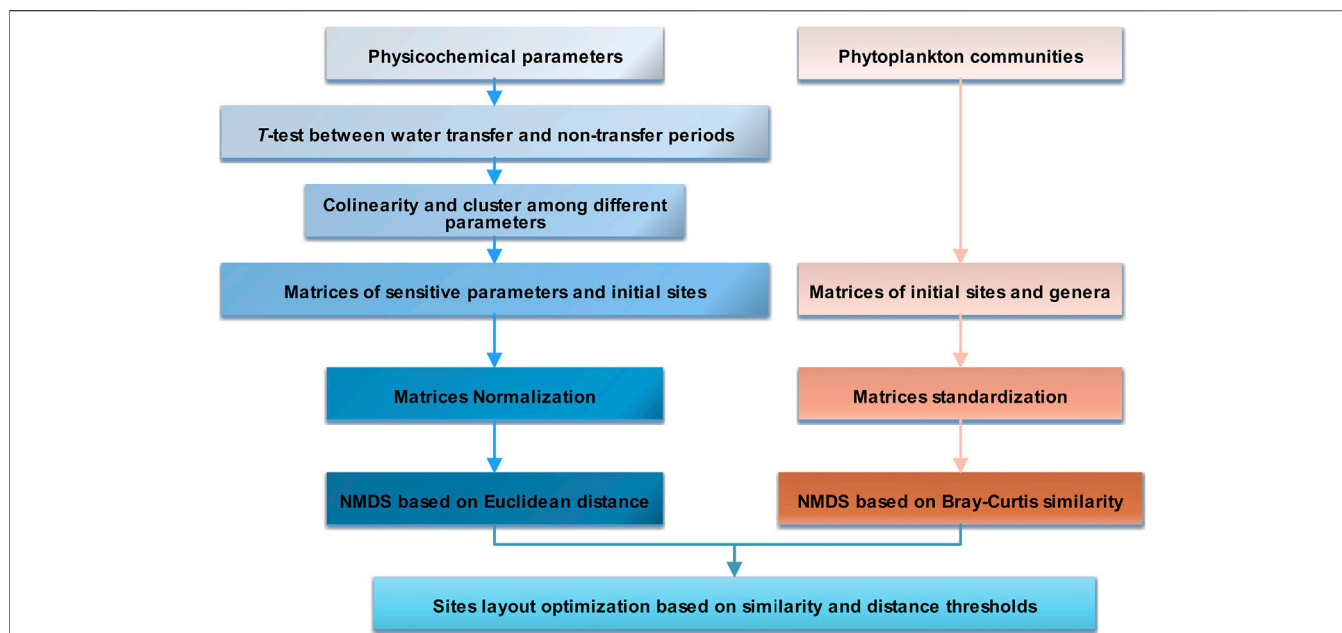 Physicochemical parameters
Phytoplankton communities
T-test between water transfer and non-transfer periods
Colinearity and cluster among different
parameters
Matrices of sensitive parameters and initial sites
Matrices of initial sites and genera
Matrices Normalization
Matrices standardization
NMDS based on Euclidean distance
NMDS based on Bray-Curtis similarity
Sites layout optimization based on similarity and distance thresholds